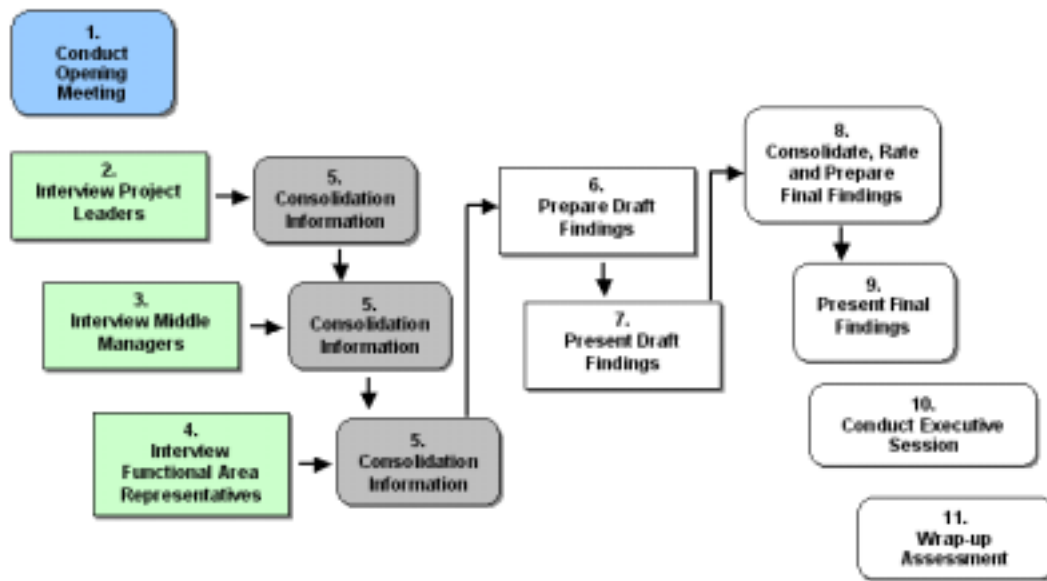 1.
Conduct
Opening
Meeting
2.
Interview Project
Leaders
5.
Consolidation
Information
3.
Interview Middle
Managers
5.
Consolidation
Information
4.
Interview
Functional Area
Representatives
5.
Consolidation
Information
6.
Prepare Draft
Findings
7.
Present Draft
Findings
8.
Consolidate, Rate
and Prepare
Final Findings
9.
Present Final
Findings
10.
Conduct Executive
Session
11.
Wrap-up
Assessment